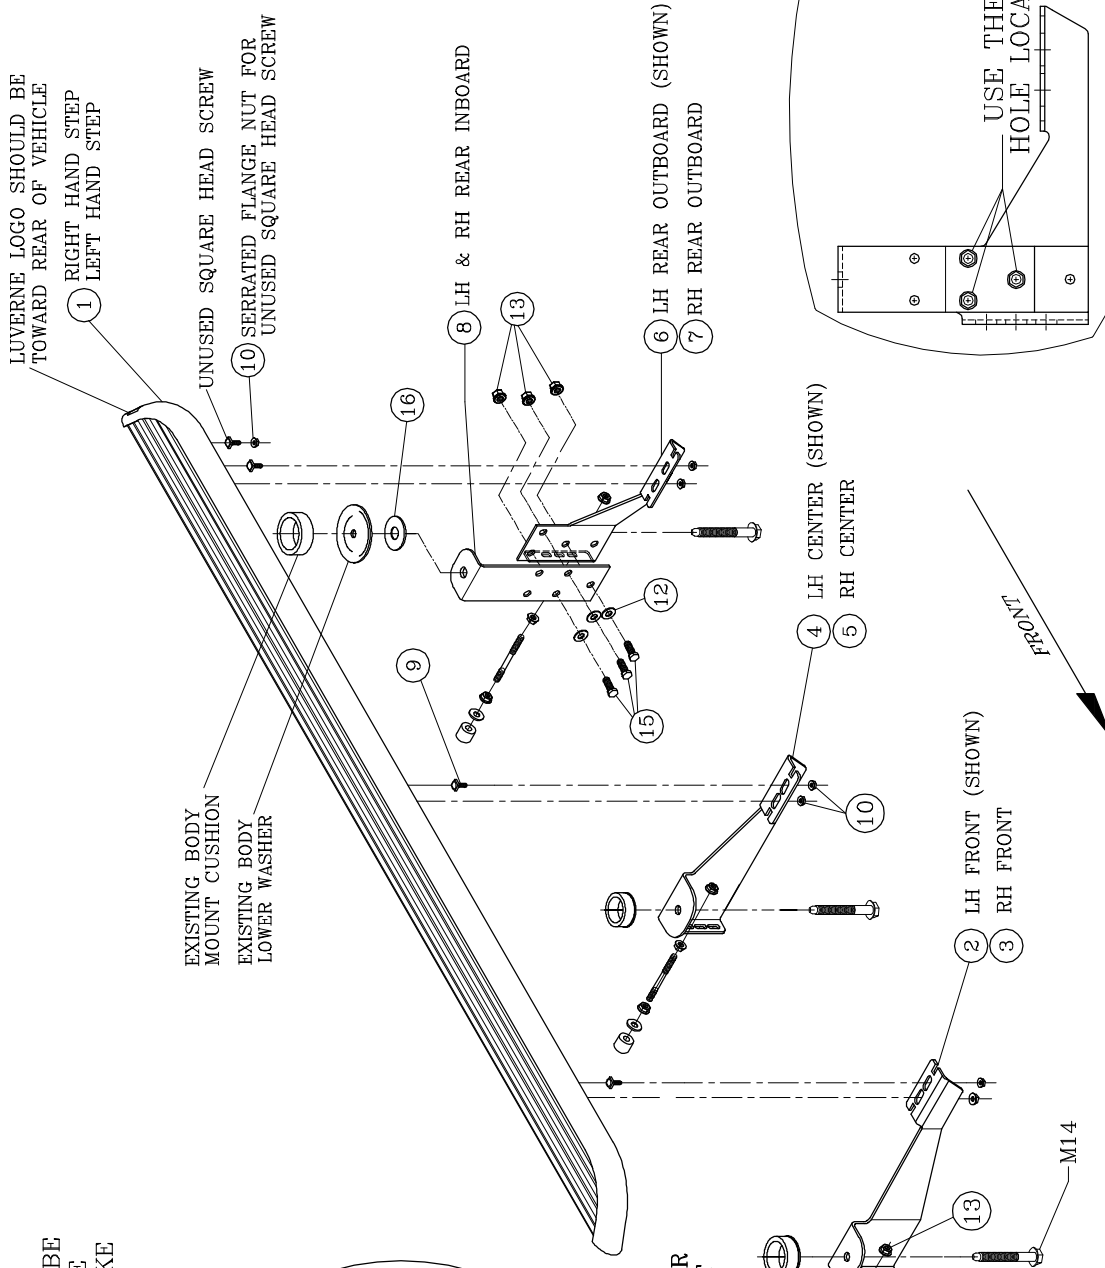 LUVERNE LOGO SHOULD BE
TOWARD REAR OF VEHICLE
1
RIGHT HAND STEP
LEFT HAND STEP
UNUSED SQUARE HEAD SCREW
10 SERRATED FLANGE NUT FOR
UNUSED SQUARE HEAD SCREW
16
8 LH & RH REAR INBOARD
13
6 LH REAR OUTBOARD (SHOWN)
7 RH REAR OUTBOARD
USE THE
HOLE LOCA
12
9
15
EXISTING BODY
MOUNT CUSHION
EXISTING BODY
LOWER WASHER
4 LH CENTER (SHOWN)
5 RH CENTER
10
FRONT
2 LH FRONT (SHOWN)
3 RH FRONT
13
M14
BE
E
KE
R